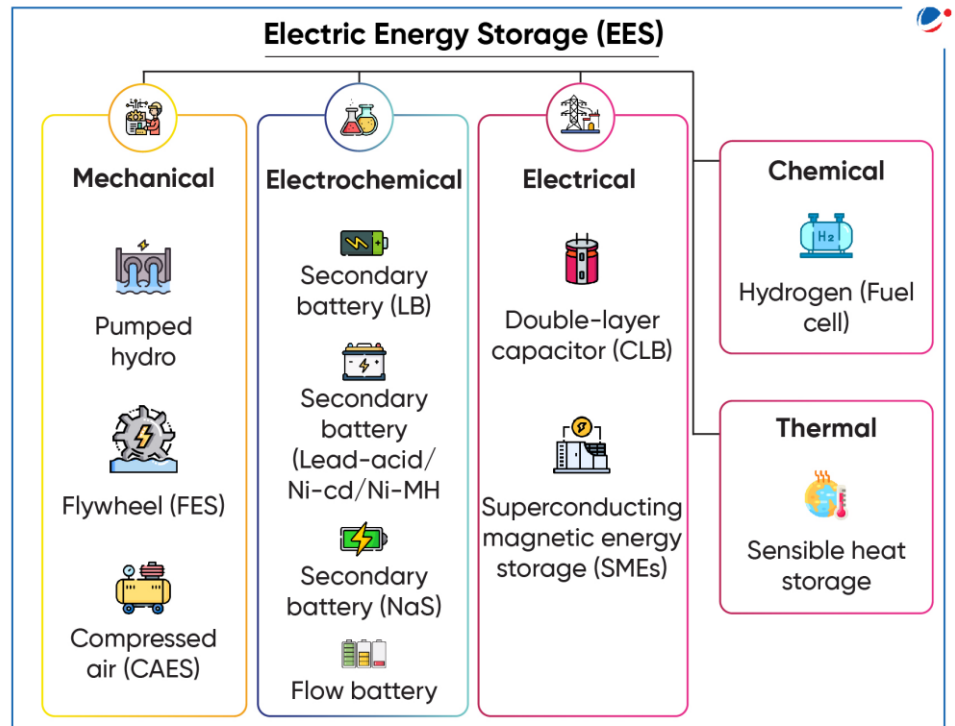 Electric Energy Storage (EES)
Mechanical
Pumped
hydro
Flywheel (FES)
Compressed
air (CAES)
Electrochemical
Secondary
battery (LB)
Secondary
battery
(Lead-acid/
Ni-cd/Ni-MH
Secondary
battery (NaS)
Flow battery
Electrical
Double-layer
capacitor (CLB)
Superconducting
magnetic energy
storage (SMEs)
Chemical
H2
Hydrogen (Fuel
cell)
Thermal
Sensible heat
storage